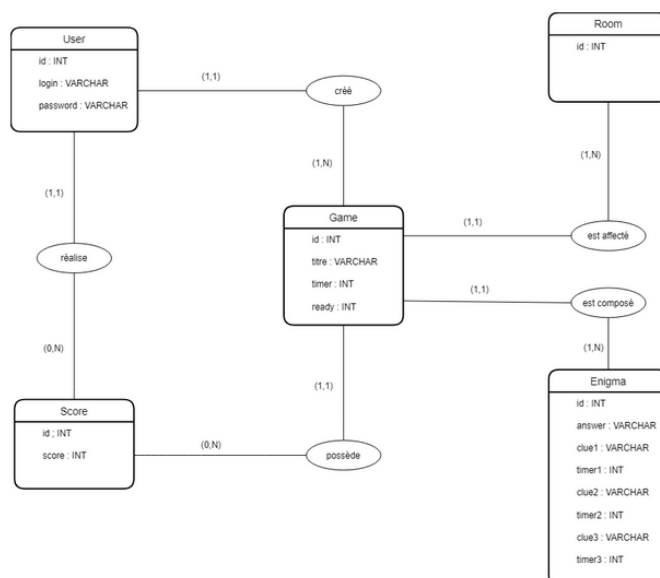 User
id : INT
login : VARCHAR
password : VARCHAR
(1,1)
créé
Room
id : INT
(1,N)
(1,1)
(1,N)
réalise
Game
id : INT
titre : VARCHAR
timer : INT
ready : INT
(1,1)
est affecté
(1,1)
est composé
(0,N)
(1,1)
(1,N)
Score
id ; INT
score : INT
(0,N)
possède
Enigma
id : INT
answer : VARCHAR
clue1 : VARCHAR
timer1 : INT
clue2 : VARCHAR
timer2 : INT
clue3 : VARCHAR
timer3 : INT